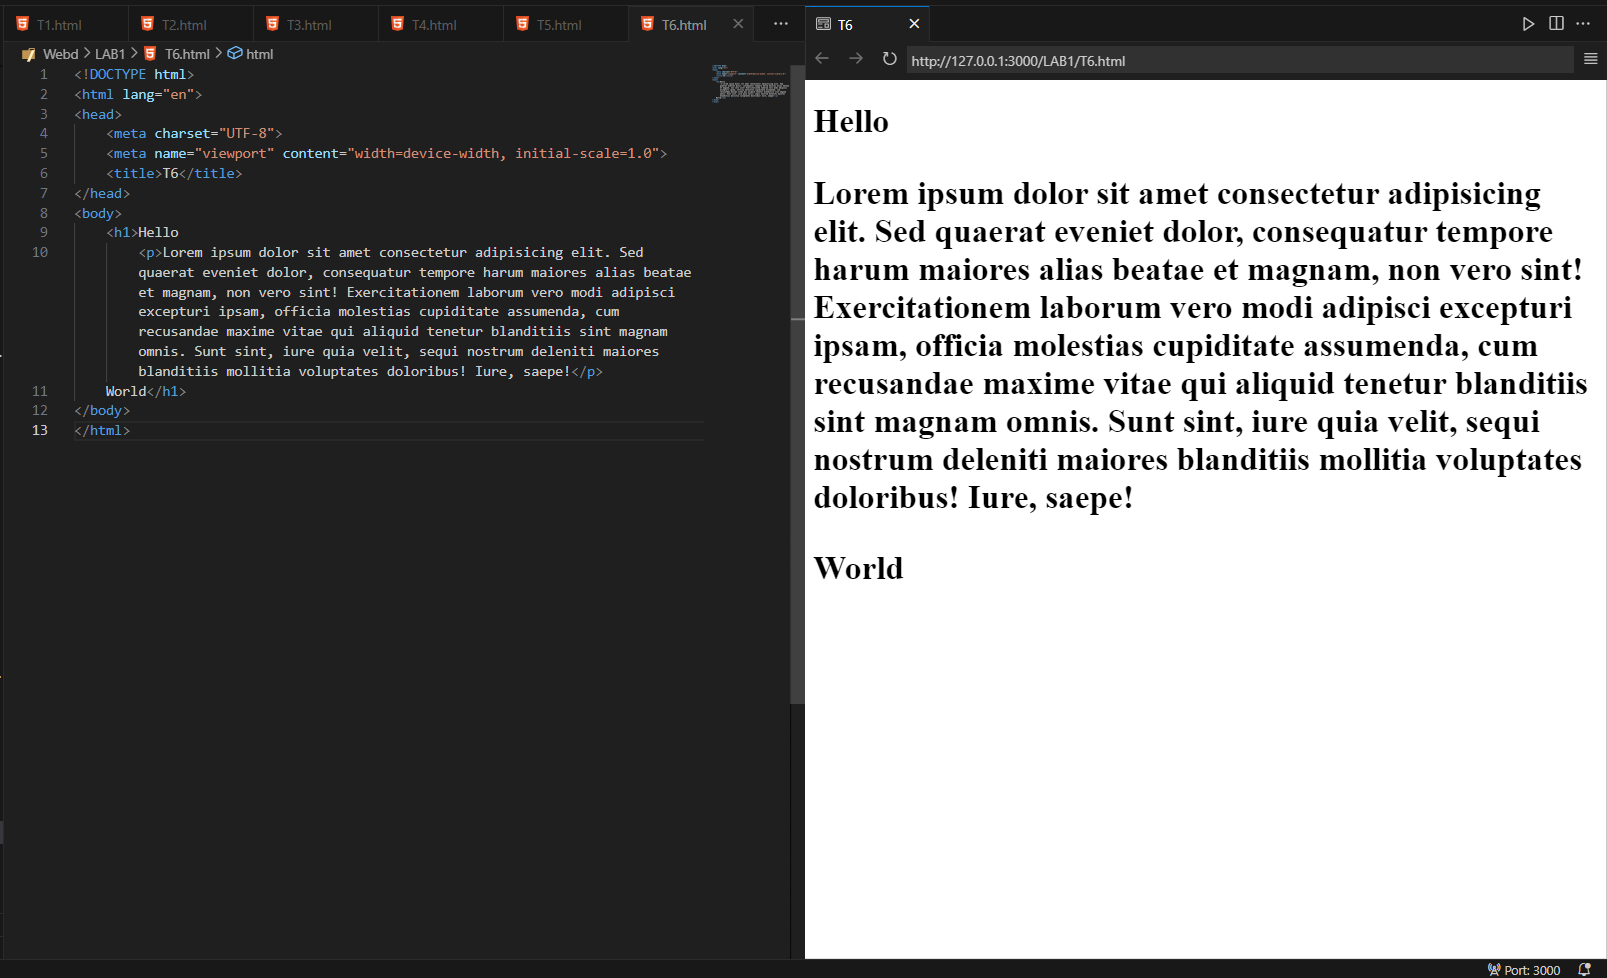 T1.html T2.html T3.html T4.html T5.html T6.html
Webd > LAB1 > T6.html > html
1 <!DOCTYPE html>
2 <html lang="en">
3 <head>
4 <meta charset="UTF-8">
5 <meta name="viewport" content="width=device-width, initial-scale=1.0">
6 <title>T6</title>
7 </head>
8 <body>
9 <h1>Hello
10 <p>Lorem ipsum dolor sit amet consectetur adipisicing elit. Sed
quaerat eveniet dolor, consequatur tempore harum maiores alias beatae
et magnam, non vero sint! Exercitationem laborum vero modi adipisci
excepturi ipsam, officia molestias cupiditate assumenda, cum
recusandae maxime vitae qui aliquid tenetur blanditiis sint magnam
omnis. Sunt sint, iure quia velit, sequi nostrum deleniti maiores
blanditiis mollitia voluptates doloribus! Iure, saepe!</p>
11 World</h1>
12 </body>
13 </html>
T6
http://127.0.0.1:3000/LAB1/T6.html
Hello
Lorem ipsum dolor sit amet consectetur adipisicing
elit. Sed quaerat eveniet dolor, consequatur tempore
harum maiores alias beatae et magnam, non vero sint!
Exercitationem laborum vero modi adipisci excepturi
ipsam, officia molestias cupiditate assumenda, cum
recusandae maxime vitae qui aliquid tenetur blanditiis
sint magnam omnis. Sunt sint, iure quia velit, sequi
nostrum deleniti maiores blanditiis mollitia voluptates
doloribus! Iure, saepe!
World
Port: 3000